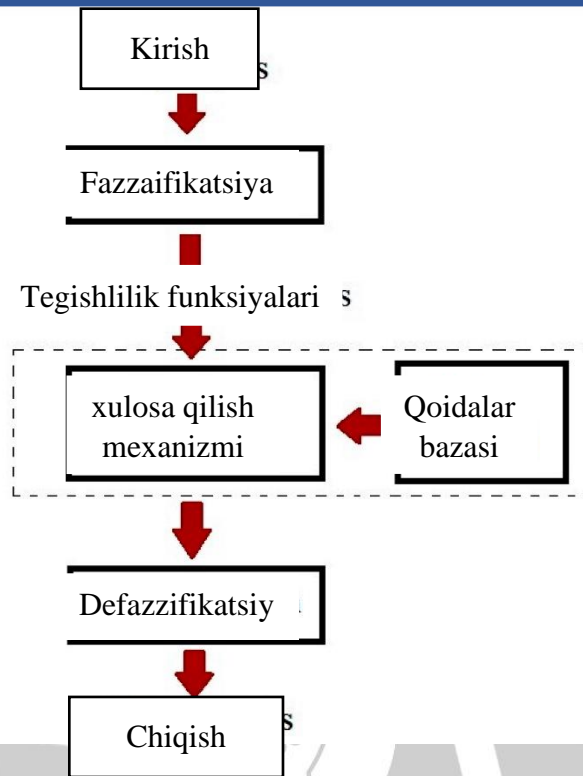 Kirish
s
Fazzaifikatsiya
Tegishlilik funksiyalari s
xulosa qilish
mexanizmi
Qoidalar
bazasi
Defazzifikatsiy
Chiqish
s